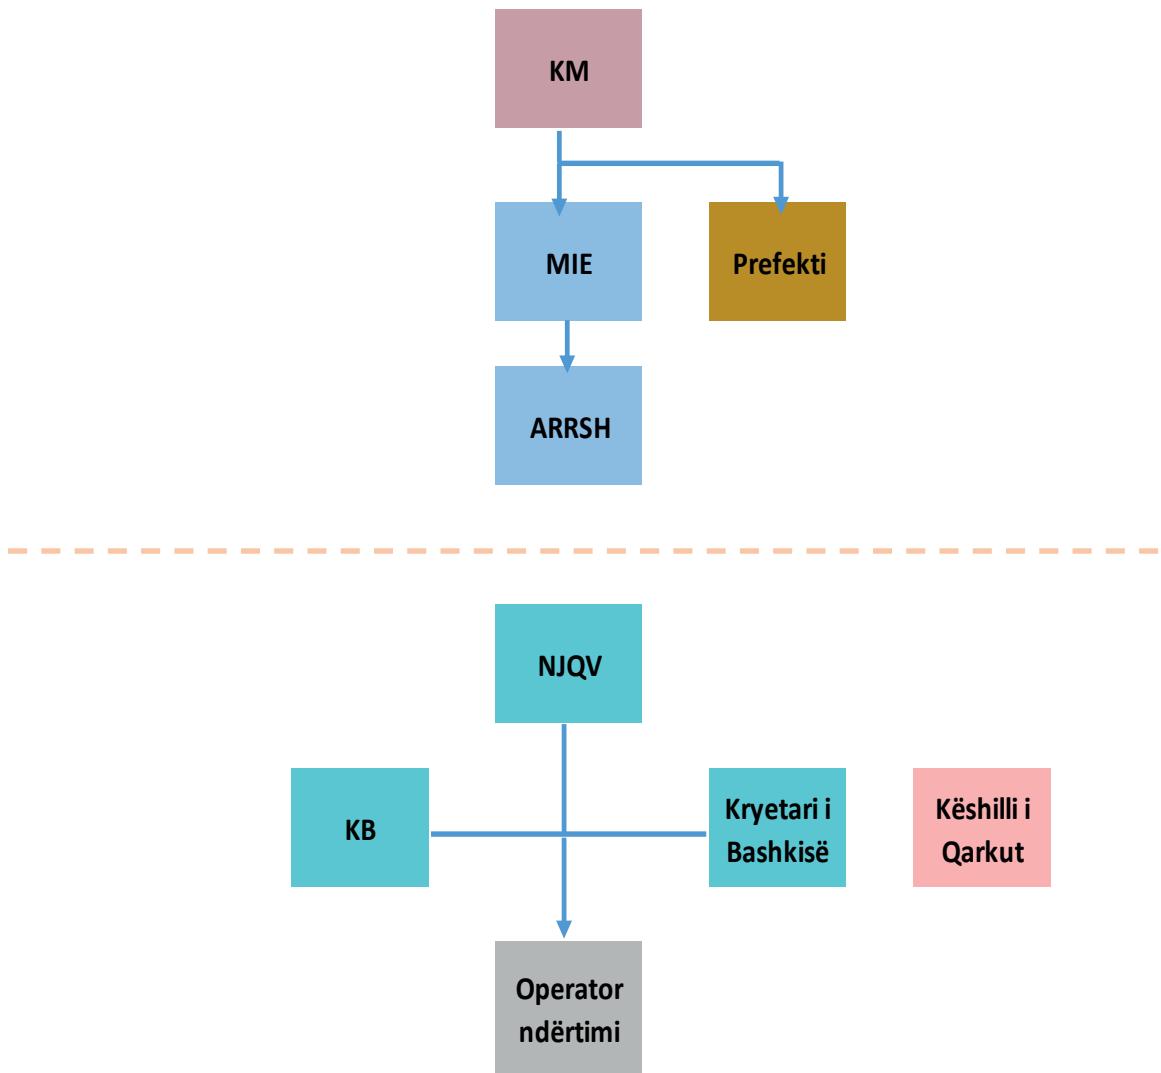 KM
MIE
Prefekti
ARRSH
NJQV
KB
Kryetari i
Bashkisë
Këshilli i
Qarkut
Operator
ndërtimi